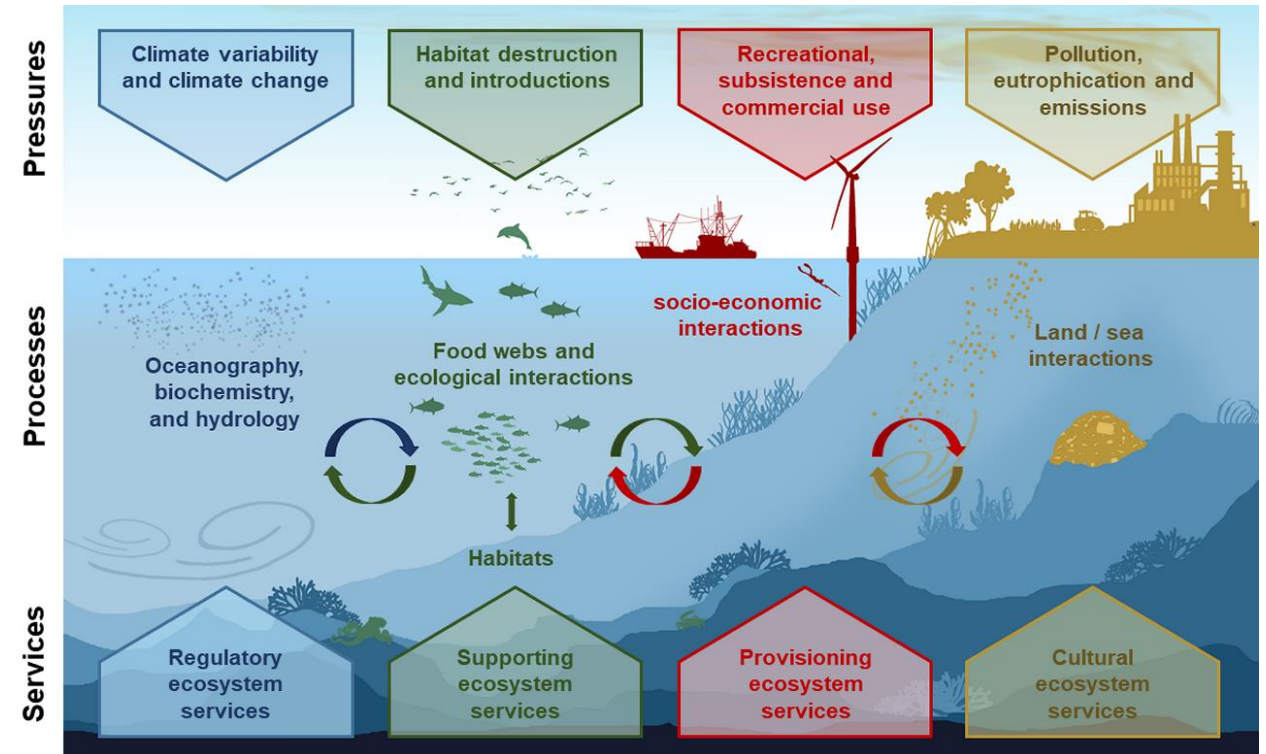 Pressures
Climate variability
and climate change
Habitat destruction
and introductions
Recreational,
subsistence and
commercial use
Pollution,
eutrophication and
emissions
Processes
Oceanography,
biochemistry,
and hydrology
Food webs and
ecological interactions
Habitats
socio-economic
interactions
Land / sea
interactions
Services
Regulatory
ecosystem
services
Supporting
ecosystem
services
Provisioning
ecosystem
services
Cultural
ecosystem
services